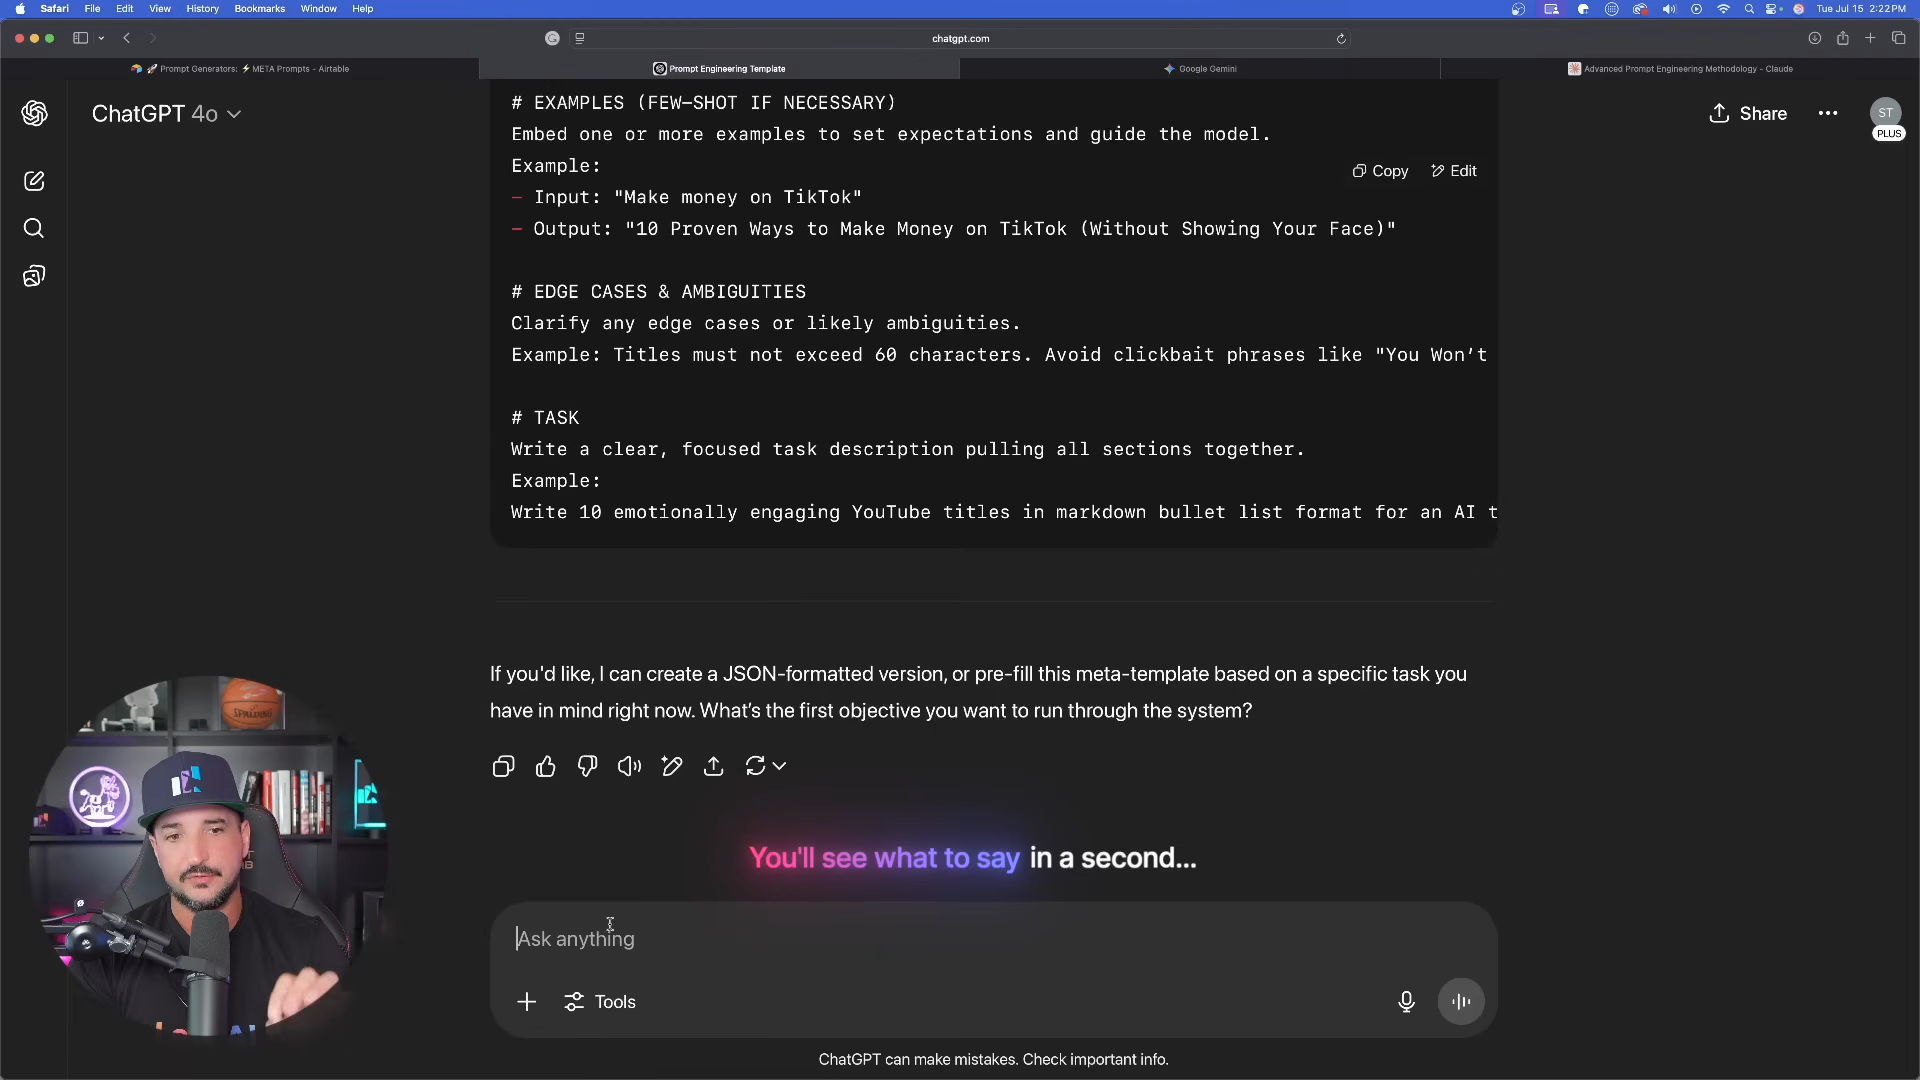 Safari File Edit View History Bookmarks Window Help
Tue Jul 15 2:22 PM
chatgpt.com
🚀 Prompt Generators: ⚡ META Prompts - Airtable
Prompt Engineering Template
Google Gemini
Advanced Prompt Engineering Methodology - Claude
ChatGPT 4o
Share
ST
PLUS
# EXAMPLES (FEW-SHOT IF NECESSARY)
Embed one or more examples to set expectations and guide the model.
Example:
Copy Edit
- Input: "Make money on TikTok"
- Output: "10 Proven Ways to Make Money on TikTok (Without Showing Your Face)"
# EDGE CASES & AMBIGUITIES
Clarify any edge cases or likely ambiguities.
Example: Titles must not exceed 60 characters. Avoid clickbait phrases like "You Won’t
# TASK
Write a clear, focused task description pulling all sections together.
Example:
Write 10 emotionally engaging YouTube titles in markdown bullet list format for an AI t
If you'd like, I can create a JSON-formatted version, or pre-fill this meta-template based on a specific task you
have in mind right now. What’s the first objective you want to run through the system?
SPALDING
You'll see what to say in a second...
Ask anything
Tools
ChatGPT can make mistakes. Check important info.